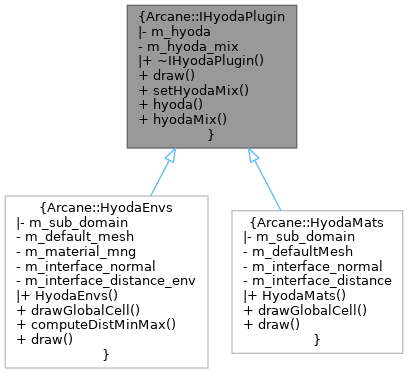 {Arcane::IHyodaPlugin
|- m_hyoda
- m_hyoda_mix
|+ ~IHyodaPlugin()
+ draw()
+ setHyodaMix()
+ hyoda()
+ hyodaMix()
}
{Arcane::HyodaEnvs
|- m_sub_domain
- m_default_mesh
- m_material_mng
- m_interface_normal
- m_interface_distance_env
|+ HyodaEnvs()
+ drawGlobalCell()
+ computeDistMinMax()
+ draw()
}
{Arcane::HyodaMats
|- m_sub_domain
- m_defaultMesh
- m_interface_normal
- m_interface_distance
|+ HyodaMats()
+ drawGlobalCell()
+ draw()
}